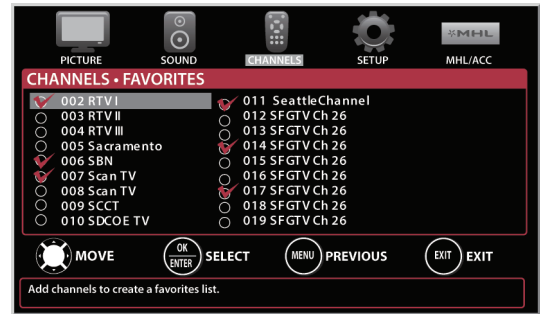 MHL
PICTURE SOUND CHANNELS SETUP MHL/ACC
CHANNELS • FAVORITES
002 RTV I
003 RTV II
004 RTV III
005 Sacramento
006 SBN
007 Scan TV
008 Scan TV
009 SCCT
010 SDCOE TV
011 SeattleChannel
012 SFGTV Ch 26
013 SFGTV Ch 26
014 SFGTV Ch 26
015 SFGTV Ch 26
016 SFGTV Ch 26
017 SFGTV Ch 26
018 SFGTV Ch 26
019 SFGTV Ch 26
MOVE OK ENTER SELECT MENU PREVIOUS EXIT EXIT
Add channels to create a favorites list.